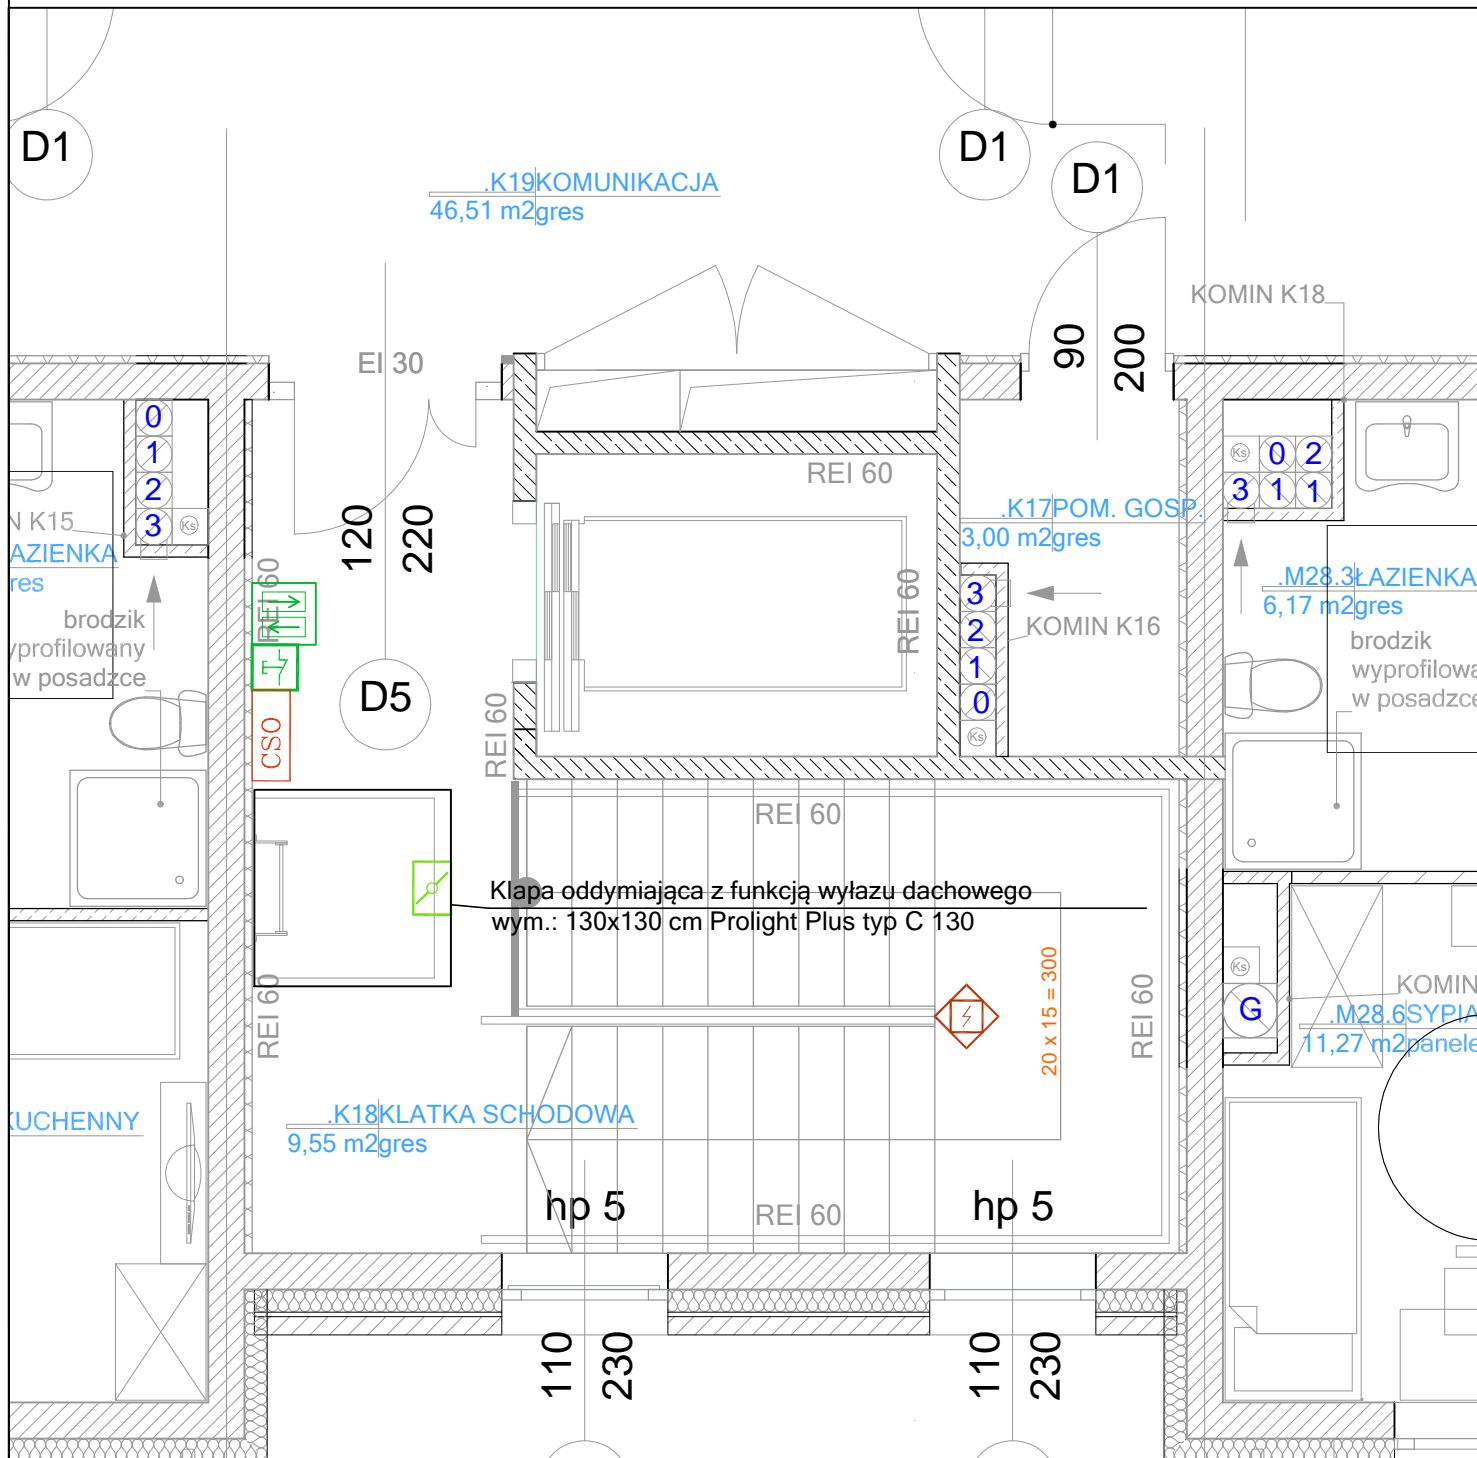 D1
D1
D1
.K19KOMUNIKACJA
46,51 m2gres
KOMIN K18
EI 30
90
200
0
1
2
3
Ks
N K15
AZIENKA
res
brodzik
yprofilowany
w posadzce
120
220
REI 60
REI 60
REI 60
REI 60
D5
CSO
.K17POM. GOSP.
3,00 m2gres
3
2
1
0
Ks
KOMIN K16
Ks
0
2
3
1
1
.M28.3ŁAZIENKA
6,17 m2gres
brodzik
wyprofilowa
w posadzce
REI 60
Klapa oddymiająca z funkcją wyłazu dachowego
wym.: 130x130 cm Prolight Plus typ C 130
REI 60
20 x 15 = 300
REI 60
Ks
G
KOMIN
.M28.6SYPIA
11,27 m2panele
KUCHENNY
.K18KLATKA SCHODOWA
9,55 m2gres
hp 5
REI 60
hp 5
110
230
110
230